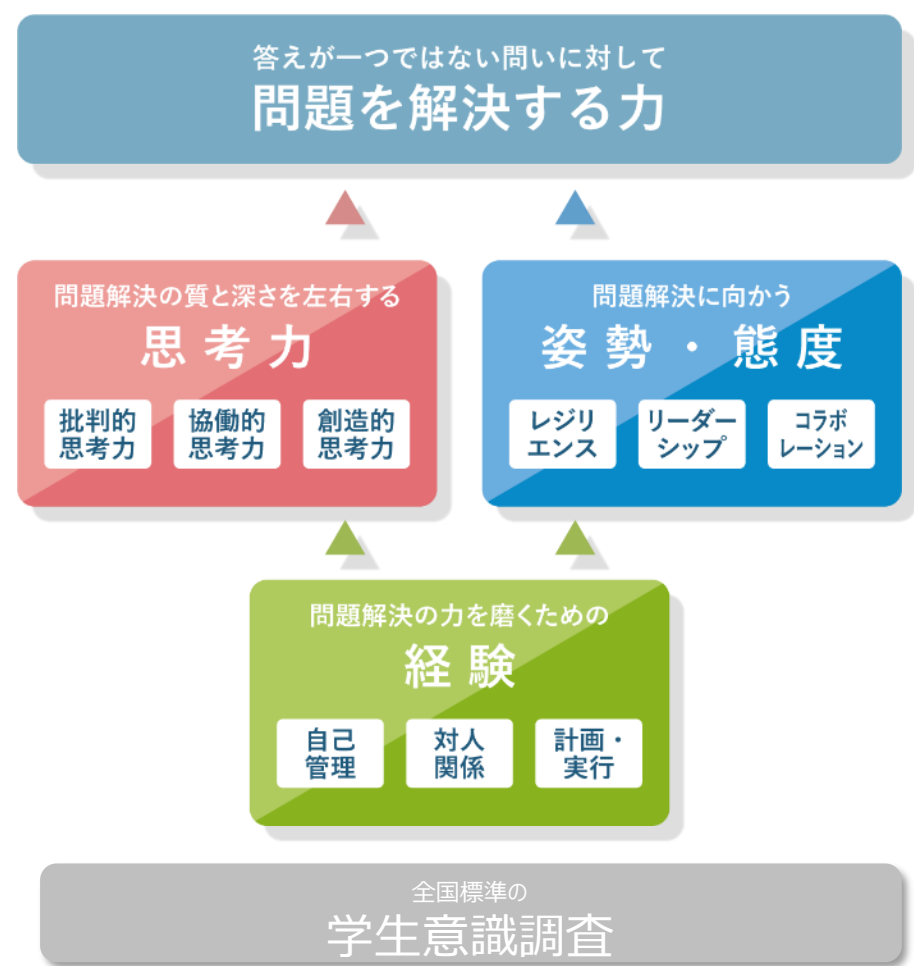 答えが一つではない問いに対して
問題を解決する力
問題解決の質と深さを左右する
思考力
批判的
思考力
協働的
思考力
創造的
思考力
問題解決に向かう
姿勢・態度
レジリ
エンス
リーダー
シップ
コラボ
レーション
問題解決の力を磨くための
経験
自己
管理
対人
関係
計画・
実行
全国標準の
学生意識調査